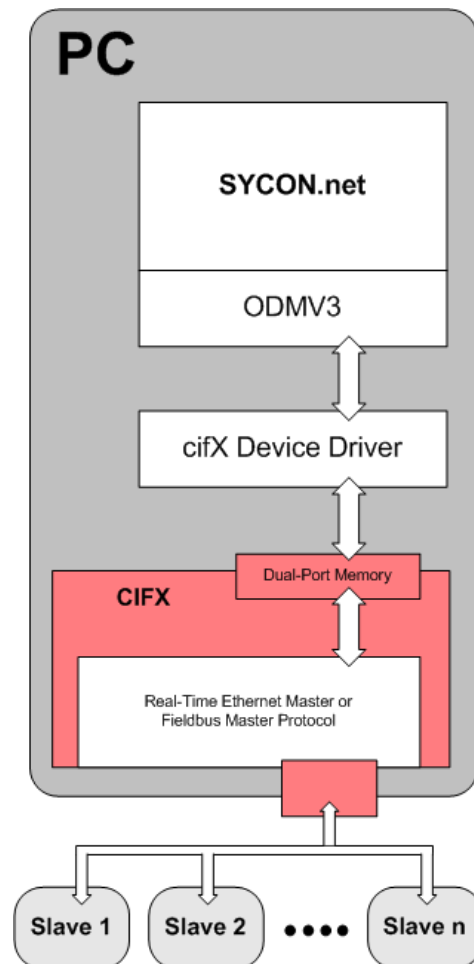 PC
SYCON.net
ODMV3
cifX Device Driver
Dual-Port Memory
CIFX
Real-Time Ethernet Master or
Fieldbus Master Protocol
Slave 1
Slave 2
Slave n